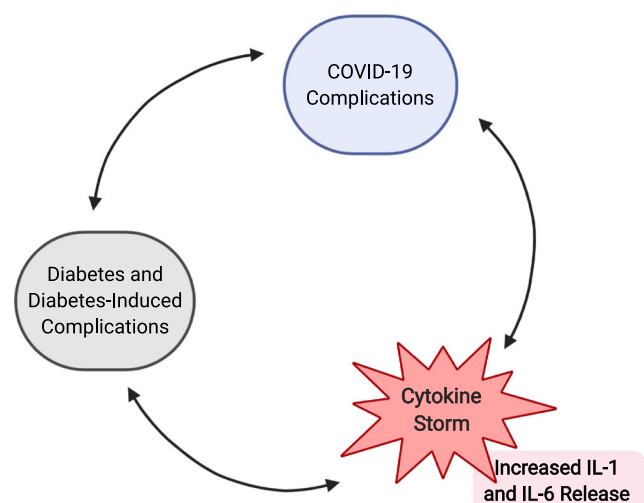 COVID-19
Complications
Diabetes and
Diabetes-Induced
Complications
Cytokine
Storm
Increased IL-1
and IL-6 Release